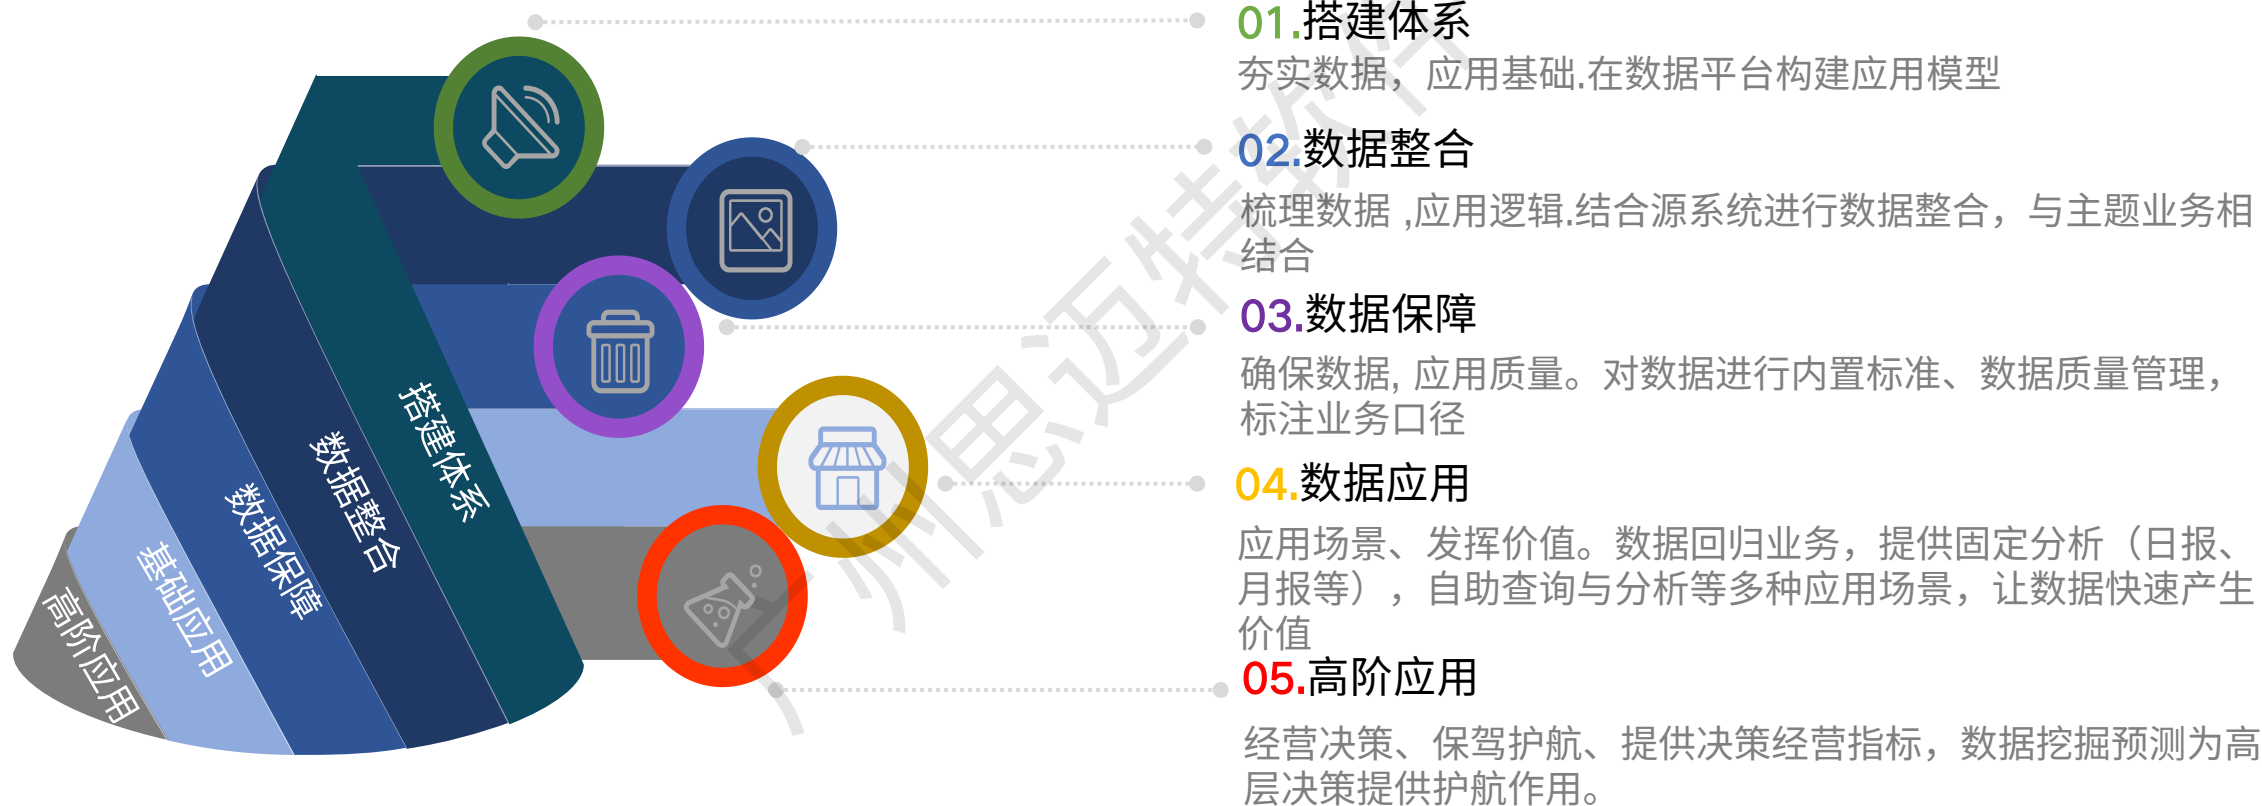 01.搭建体系
夯实数据，应用基础.在数据平台构建应用模型
02.数据整合
梳理数据 ,应用逻辑.结合源系统进行数据整合，与主题业务相
结合
03.数据保障
确保数据, 应用质量。对数据进行内置标准、数据质量管理，
标注业务口径
04.数据应用
应用场景、发挥价值。数据回归业务，提供固定分析（日报、
月报等），自助查询与分析等多种应用场景，让数据快速产生
价值
05.高阶应用
经营决策、保驾护航、提供决策经营指标，数据挖掘预测为高
层决策提供护航作用。
搭建体系
数据整合
数据保障
基础应用
高阶应用
广州思迈特软件